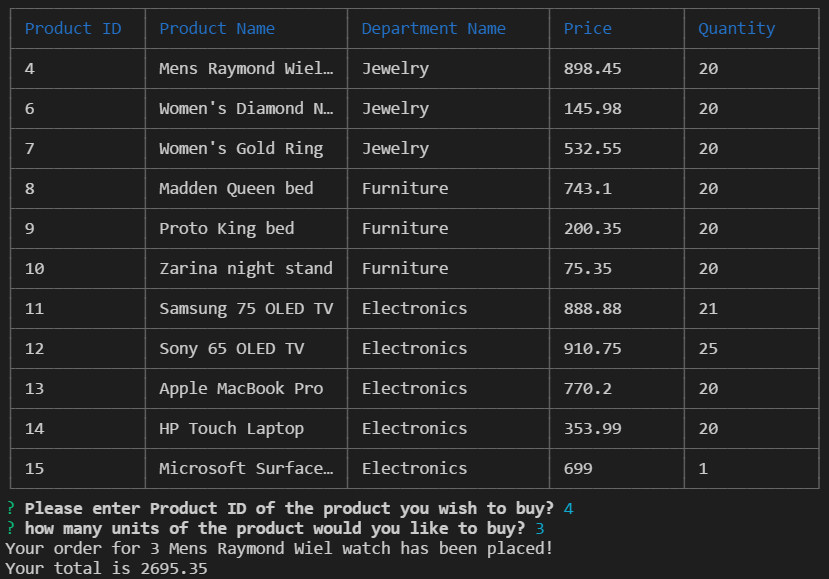 Product ID Product Name Department Name Price Quantity
4 Mens Raymond Wiel… Jewelry 898.45 20
6 Women's Diamond N… Jewelry 145.98 20
7 Women's Gold Ring Jewelry 532.55 20
8 Madden Queen bed Furniture 743.1 20
9 Proto King bed Furniture 200.35 20
10 Zarina night stand Furniture 75.35 20
11 Samsung 75 OLED TV Electronics 888.88 21
12 Sony 65 OLED TV Electronics 910.75 25
13 Apple MacBook Pro Electronics 770.2 20
14 HP Touch Laptop Electronics 353.99 20
15 Microsoft Surface… Electronics 699 1
? Please enter Product ID of the product you wish to buy? 4
? how many units of the product would you like to buy? 3
Your order for 3 Mens Raymond Wiel watch has been placed!
Your total is 2695.35